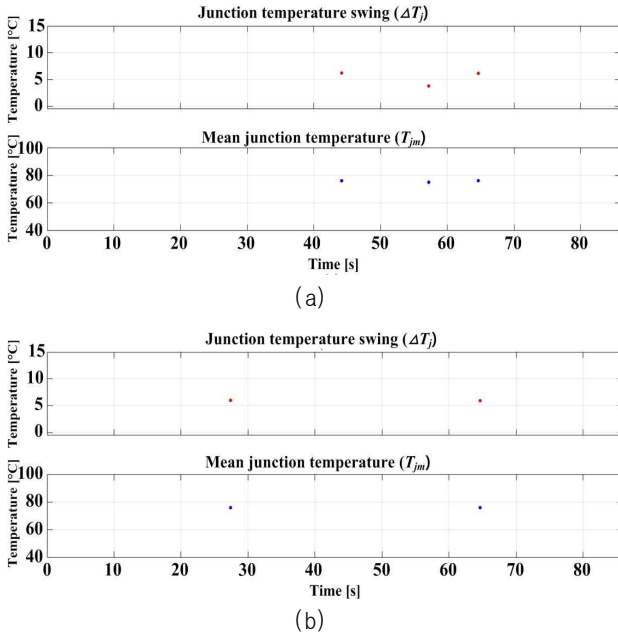 Junction temperature swing (ΔTj)
Temperature [°C]
15
10
5
0
Mean junction temperature (Tjm)
Temperature [°C]
100
80
60
40
0 10 20 30 40 50 60 70 80
Time [s]
(a)
Junction temperature swing (ΔTj)
Temperature [°C]
15
10
5
0
Mean junction temperature (Tjm)
Temperature [°C]
100
80
60
40
0 10 20 30 40 50 60 70 80
Time [s]
(b)